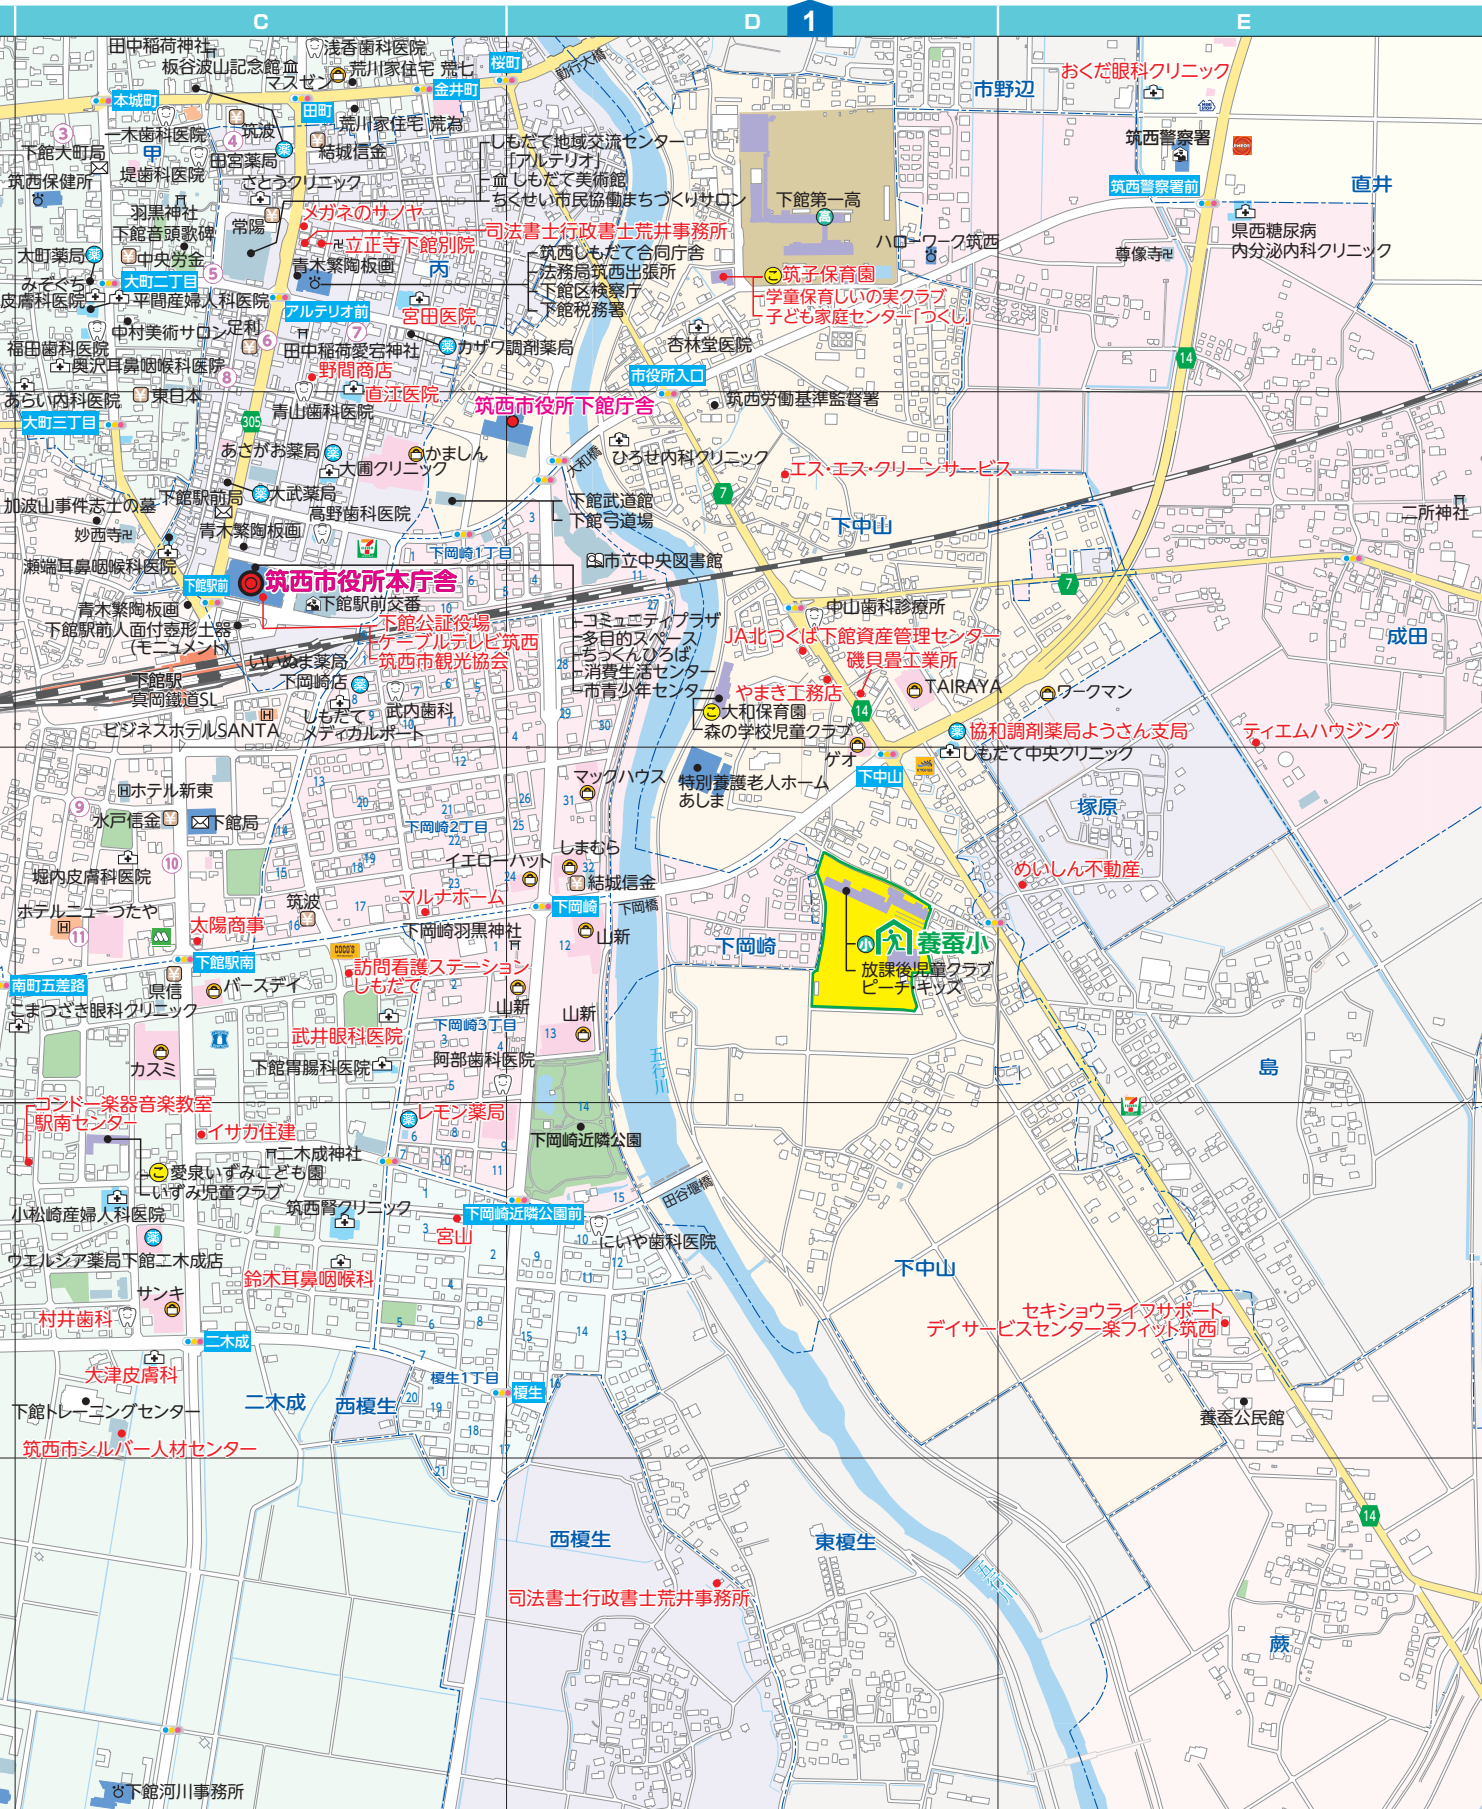 C
D
1
E
田中稲荷神社
浅香歯科医院
板谷波山記念館
マスゼン
荒川家住宅 荒七
桜町
勤行大橋
本城町
田町
金井町
市野辺
おくだ眼科クリニック
3
一木歯科医院
4
筑波
荒川家住宅 荒為
下館大町局
甲
田宮薬局
結城信金
しもだて地域交流センター
「アルテリオ」
筑西警察署
筑西保健所
堤歯科医院
さとうクリニック
しもだて美術館
ちくせい市民協働まちづくりサロン
下館第一高
高
筑西警察署前
直井
羽黒神社
常陽
メガネのサノヤ
下館音頭歌碑
司法書士行政書士荒井事務所
県西糖尿病
内分泌内科クリニック
大町薬局
中央労金
立正寺下館別院
筑西しもだて合同庁舎
ハローワーク筑西
尊像寺
みぞぐち
皮膚科医院
大町二丁目
5
青木繁陶板画
丙
法務局筑西出張所
下館区検察庁
下館税務署
筑子保育園
学童保育しいの実クラブ
子ども家庭センター「つくし」
平間産婦人科医院
アルテリオ前
宮田医院
中村美術サロン
足利
6
7
福田歯科医院
田中稲荷愛宕神社
カザワ調剤薬局
杏林堂医院
14
奥沢耳鼻咽喉科医院
8
野間商店
市役所入口
あらい内科医院
東日本
直江医院
筑西労働基準監督署
大町三丁目
305
青山歯科医院
筑西市役所下館庁舎
あさがお薬局
かましん
大和橋
ひろせ内科クリニック
大圃クリニック
エス・エス・クリーンサービス
加波山事件志士の墓
下館駅前局
大武薬局
高野歯科医院
下館武道館
下館弓道場
7
二所神社
妙西寺
青木繁陶板画
下岡崎1丁目
下中山
瀬端耳鼻咽喉科医院
市立中央図書館
下館駅前
筑西市役所本庁舎
7
青木繁陶板画
下館駅前交番
中山歯科診療所
下館駅前人面付壺形土器
(モニュメント)
下館公証役場
コミュニティプラザ
ケーブルテレビ筑西
多目的スペース
JA北つくば下館資産管理センター
成田
いいぬま薬局
下岡崎店
筑西市観光協会
ちっくんひろば
磯貝畳工業所
下館駅
真岡鐵道SL
消費生活センター
市青少年センター
やまき工務店
TAIRAYA
ワークマン
しもだて
メディカルポート
武内歯科
大和保育園
森の学校児童クラブ
14
協和調剤薬局ようさん支局
ティエムハウジング
ビジネスホテルSANTA
ゲオ
しもだて中央クリニック
マックハウス
特別養護老人ホーム
あしま
下中山
ホテル新東
9
水戸信金
下館局
下岡崎2丁目
塚原
しまむら
イエローハット
10
堀内皮膚科医院
結城信金
めいしん不動産
筑波
マルナホーム
下岡崎
下岡橋
ホテルニューつたや
11
太陽商事
下岡崎羽黒神社
山新
下岡崎
小
養蚕小
COCO'S
訪問看護ステーション
しもだて
放課後児童クラブ
ピーチ・キッズ
下館駅南
南町五差路
県信
バースデイ
山新
こまつざき眼科クリニック
山新
武井眼科医院
下岡崎3丁目
カスミ
下館胃腸科医院
阿部歯科医院
五行川
島
コンドー楽器音楽教室
駅南センター
イサカ住建
レモン薬局
下岡崎近隣公園
二木成神社
愛泉いずみこども園
いずみ児童クラブ
田谷堰橋
小松崎産婦人科医院
筑西腎クリニック
宮山
下岡崎近隣公園前
にいや歯科医院
ウエルシア薬局下館二木成店
鈴木耳鼻咽喉科
下中山
サンキ
村井歯科
セキショウライフサポート
デイサービスセンター楽フィット筑西
二木成
大津皮膚科
榎生1丁目
下館トレーニングセンター
二木成
西榎生
榎生
養蚕公民館
筑西市シルバー人材センター
西榎生
東榎生
14
司法書士行政書士荒井事務所
五行川
蕨
下館河川事務所